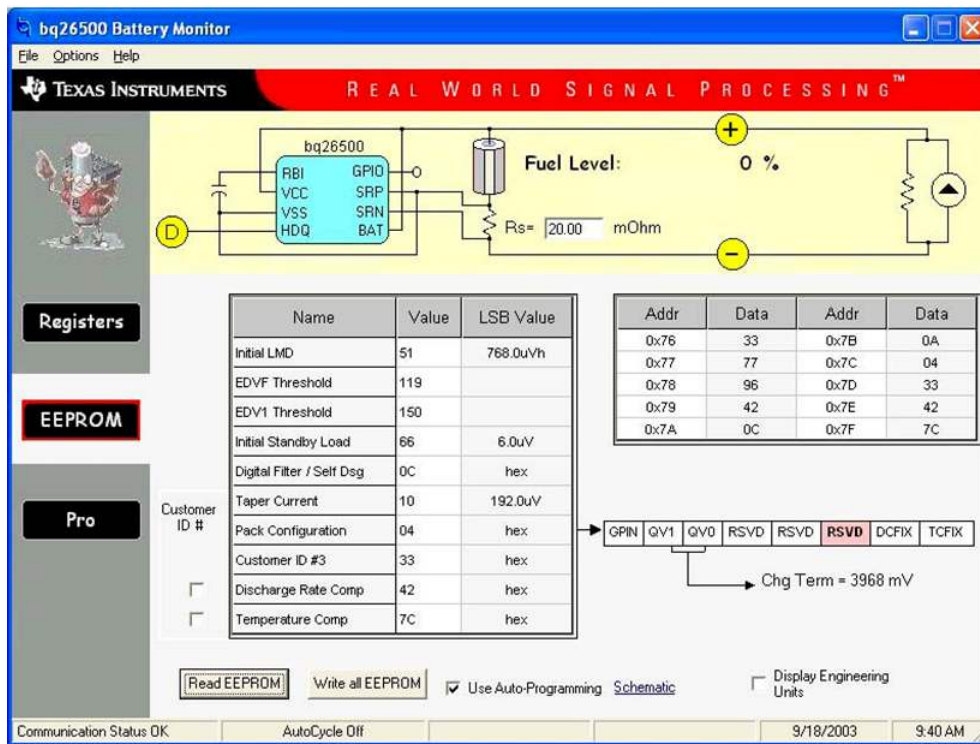 bq26500 Battery Monitor
File Options Help
TEXAS INSTRUMENTS
REAL WORLD SIGNAL PROCESSING™
bq26500
RBI GPIO
VCC SRP
VSS SRN
HDQ BAT
D
+
Fuel Level: 0 %
Rs= 20.00 mOhm
−
Registers
EEPROM
Pro
Customer
ID #
Name Value LSB Value
Initial LMD 51 768.0uVh
EDVF Threshold 119
EDV1 Threshold 150
Initial Standby Load 66 6.0uV
Digital Filter / Self Dsg 0C hex
Taper Current 10 192.0uV
Pack Configuration 04 hex
Customer ID #3 33 hex
Discharge Rate Comp 42 hex
Temperature Comp 7C hex
Addr Data Addr Data
0x76 33 0x7B 0A
0x77 77 0x7C 04
0x78 96 0x7D 33
0x79 42 0x7E 42
0x7A 0C 0x7F 7C
GPIN QV1 QV0 RSVD RSVD RSVD DCFIX TCFIX
Chg Term = 3968 mV
Read EEPROM Write all EEPROM Use Auto-Programming Schematic
Display Engineering
Units
Communication Status OK AutoCycle Off 9/18/2003 9:40 AM